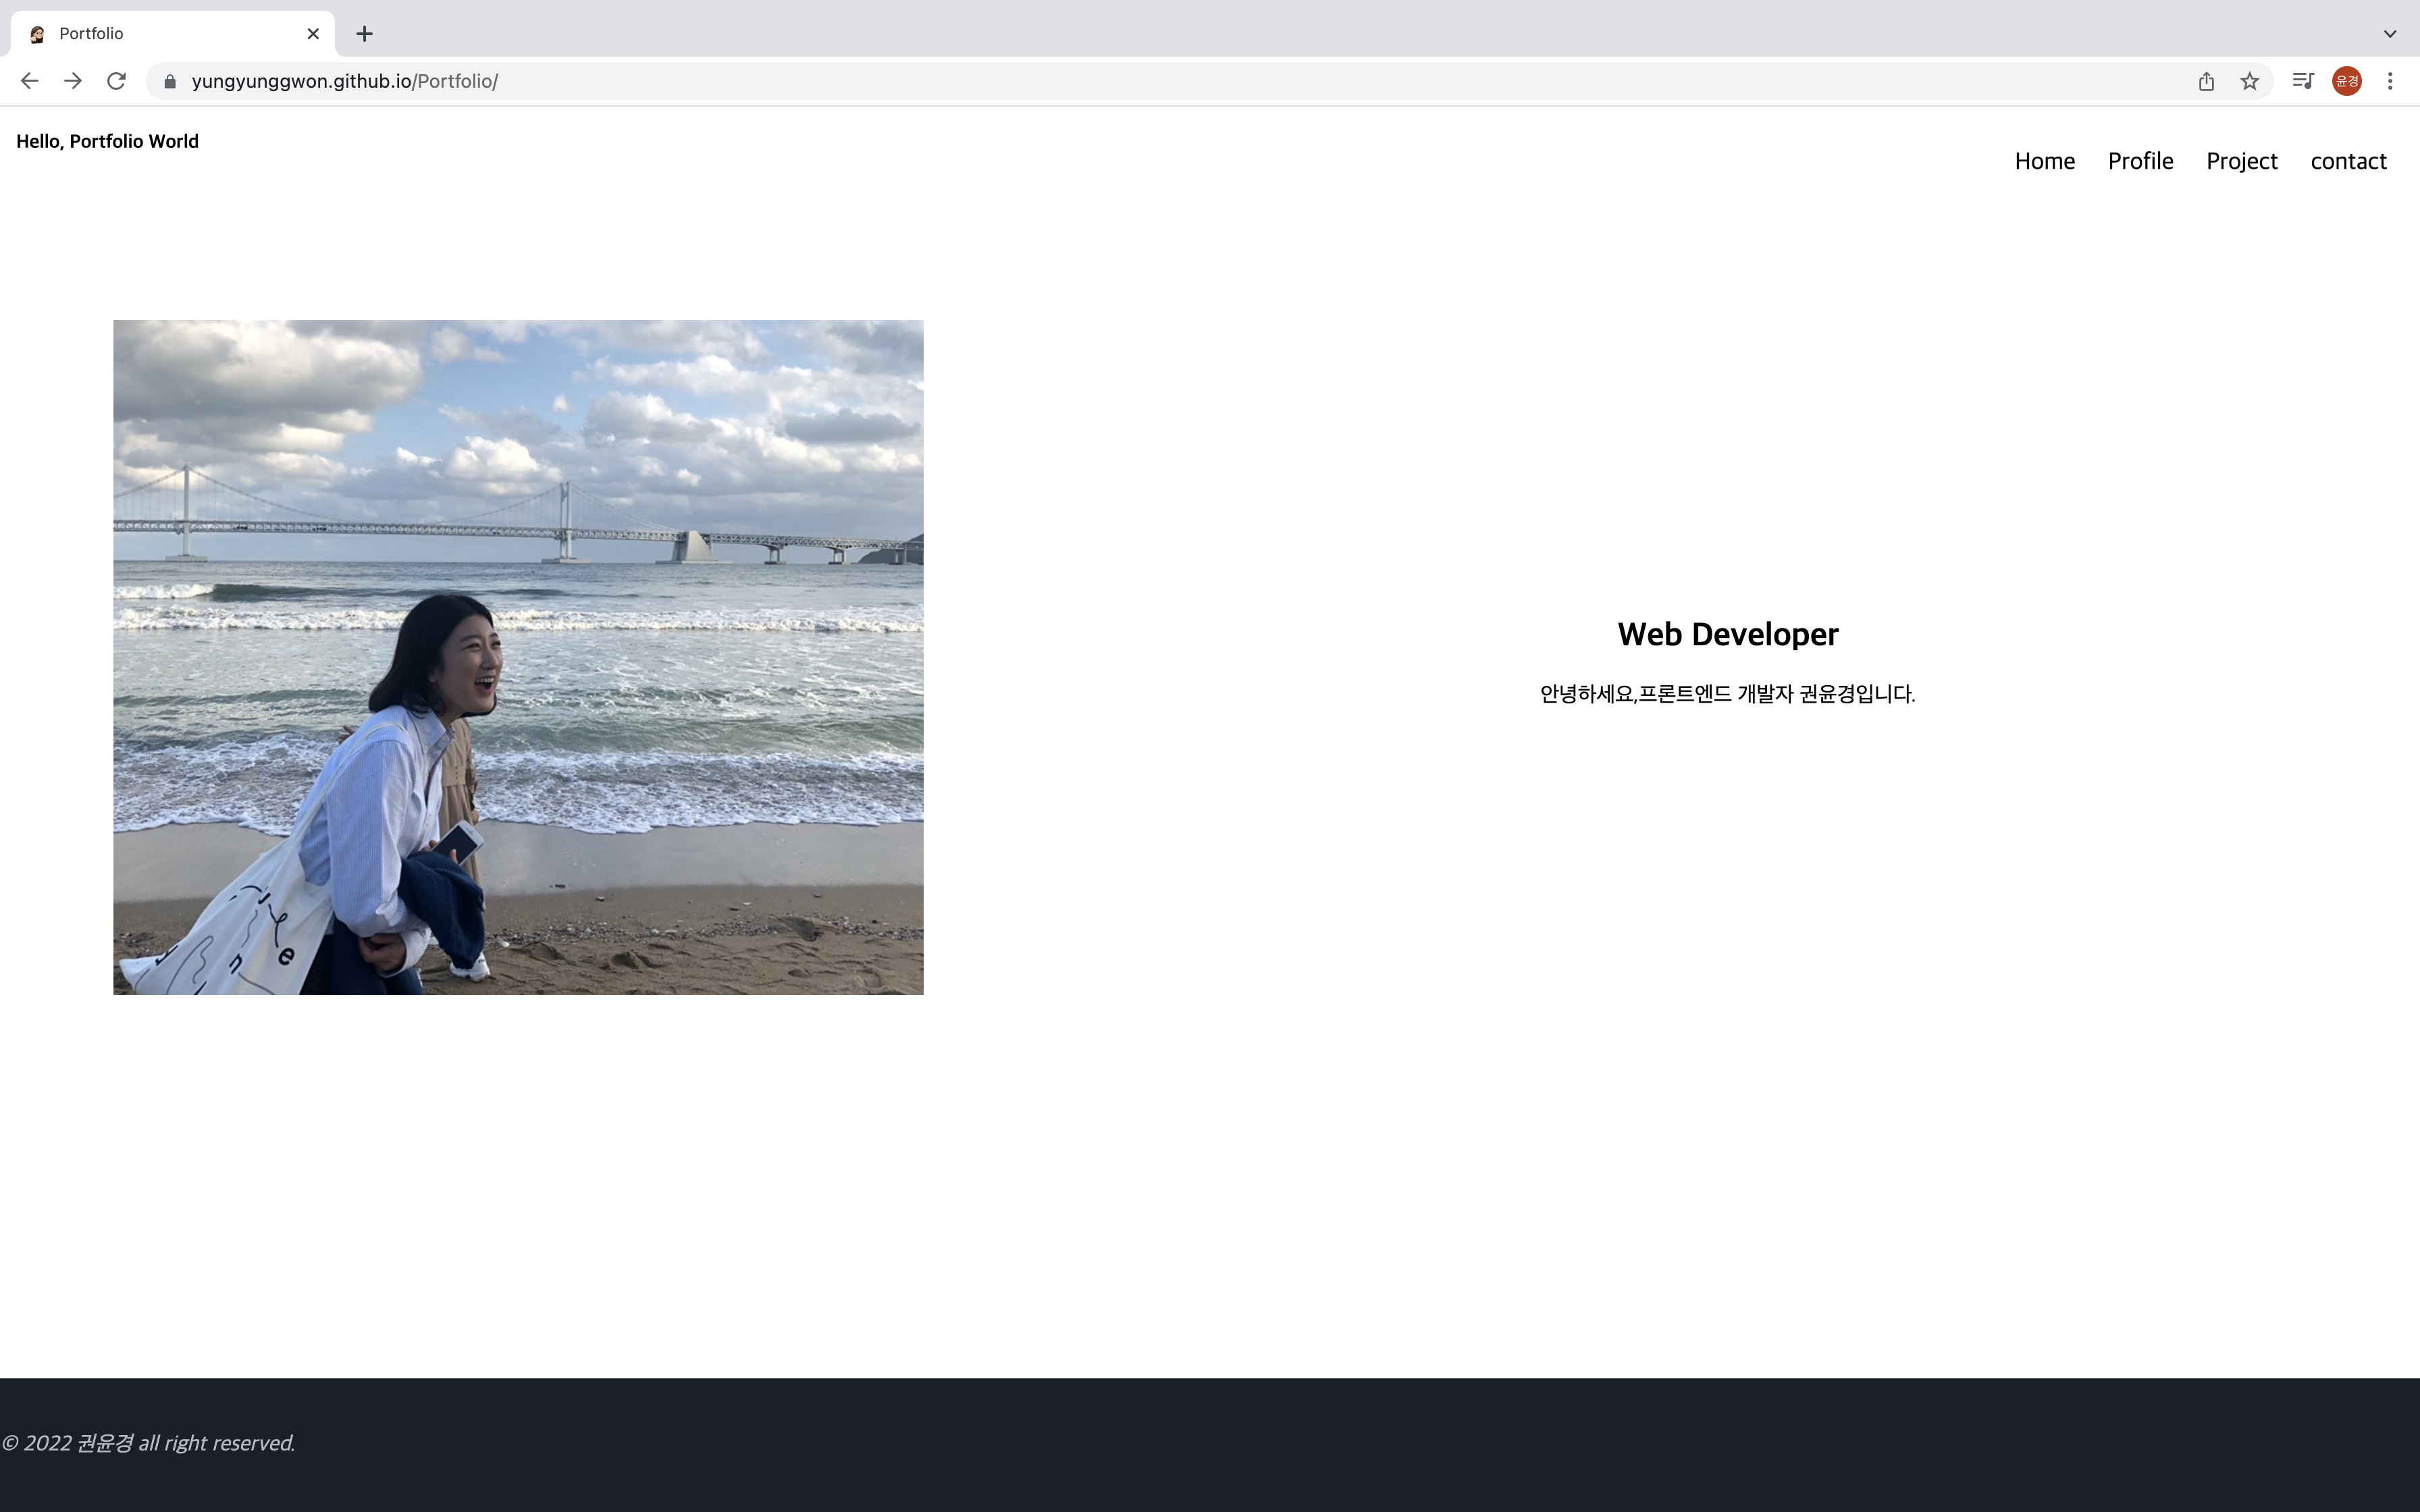 Portfolio
yungyunggwon.github.io/Portfolio/
윤경
Hello, Portfolio World
Home Profile Project contact
Web Developer
안녕하세요,프론트엔드 개발자 권윤경입니다.
© 2022 권윤경 all right reserved.